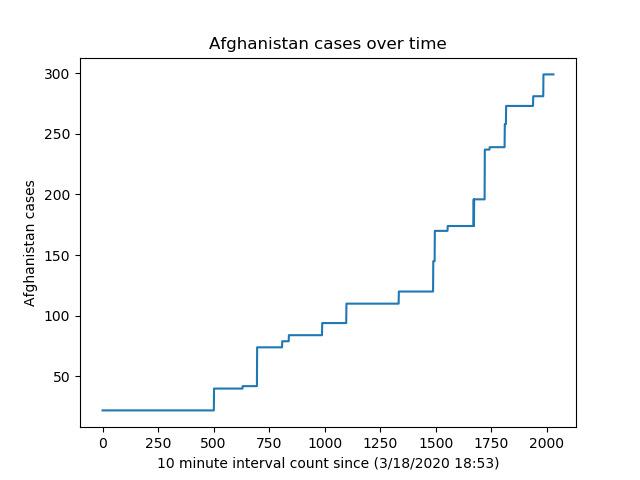 Afghanistan cases over time
300
250
200
150
100
50
Afghanistan cases
0 250 500 750 1000 1250 1500 1750 2000
10 minute interval count since (3/18/2020 18:53)